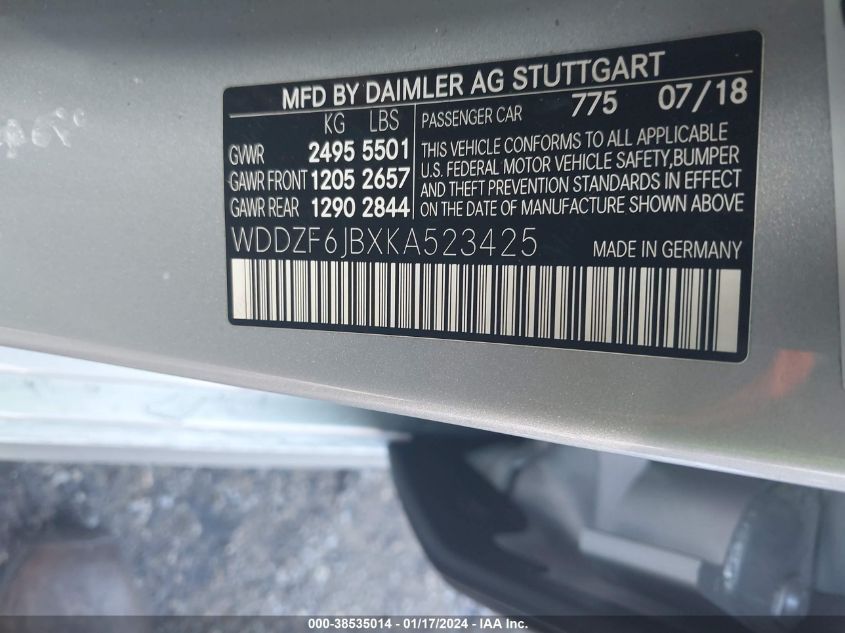 MFD BY DAIMLER AG STUTTGART
KG LBS
GVWR 2495 5501
GAWR FRONT 1205 2657
GAWR REAR 1290 2844
PASSENGER CAR 775 07/18
THIS VEHICLE CONFORMS TO ALL APPLICABLE
U.S. FEDERAL MOTOR VEHICLE SAFETY,BUMPER
AND THEFT PREVENTION STANDARDS IN EFFECT
ON THE DATE OF MANUFACTURE SHOWN ABOVE
WDDZF6JBXKA523425 MADE IN GERMANY
000-38535014 - 01/17/2024 - IAA Inc.